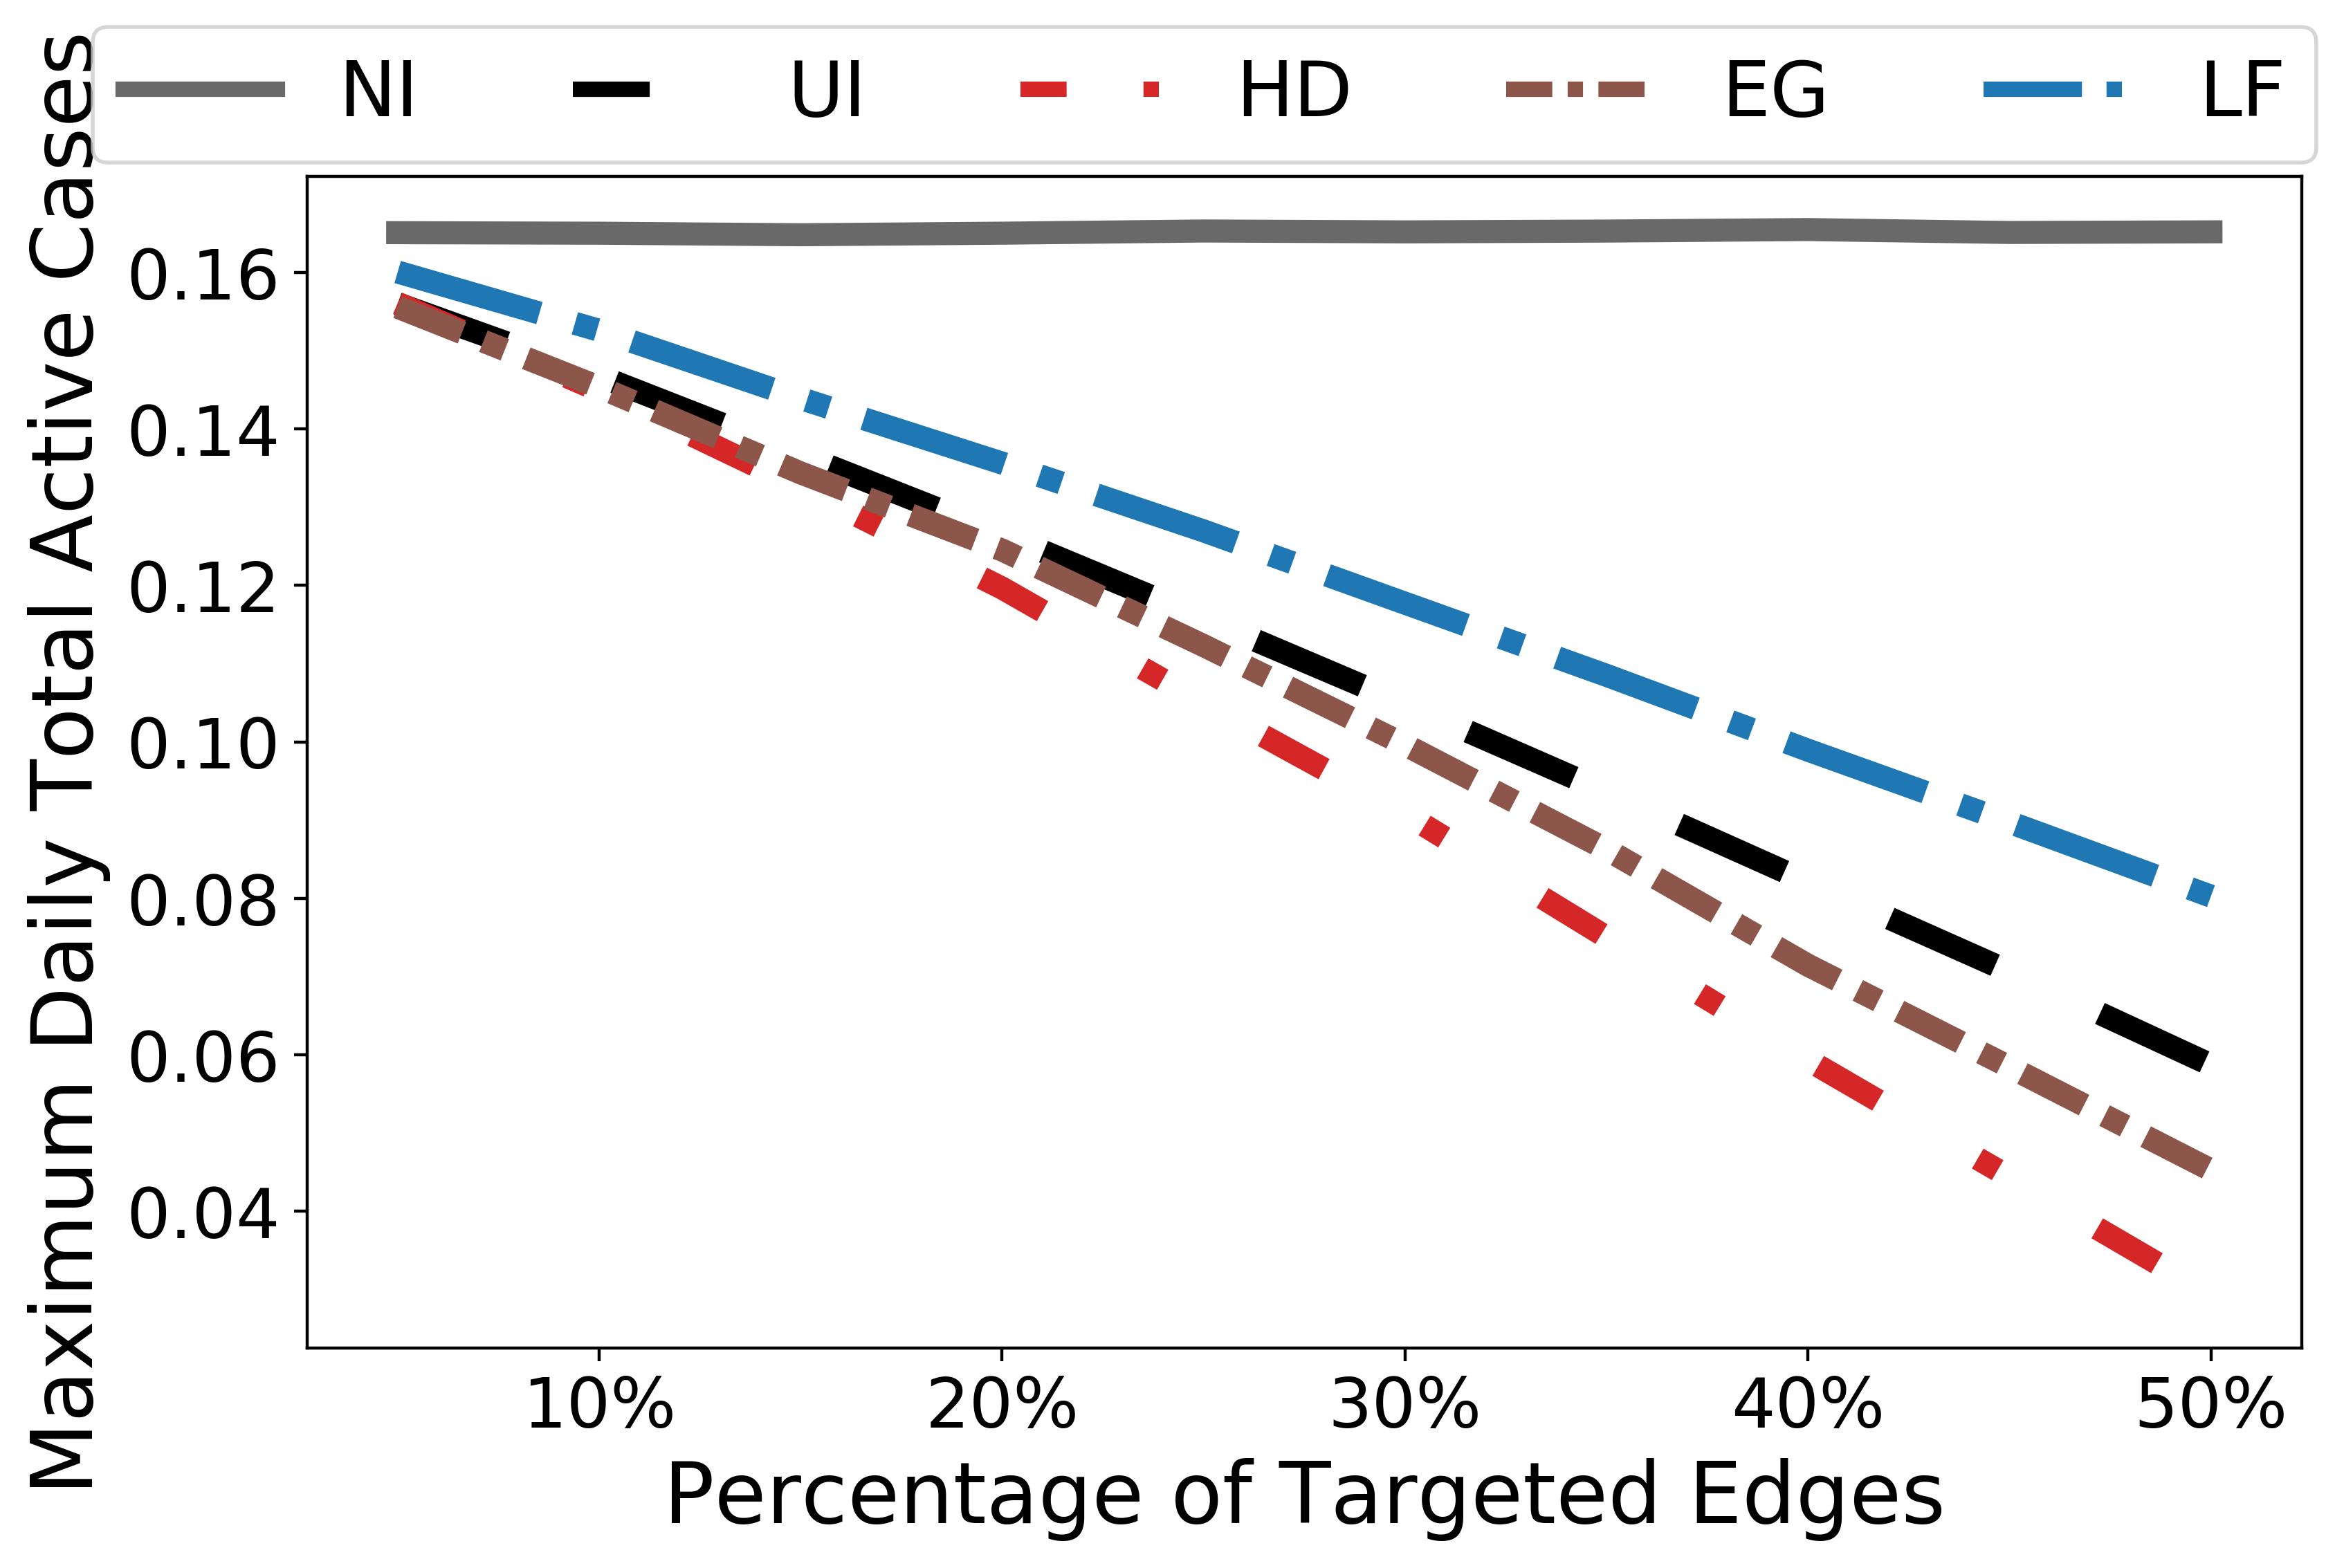 NI UI HD EG LF
Maximum Daily Total Active Cases
0.16
0.14
0.12
0.10
0.08
0.06
0.04
10% 20% 30% 40% 50%
Percentage of Targeted Edges